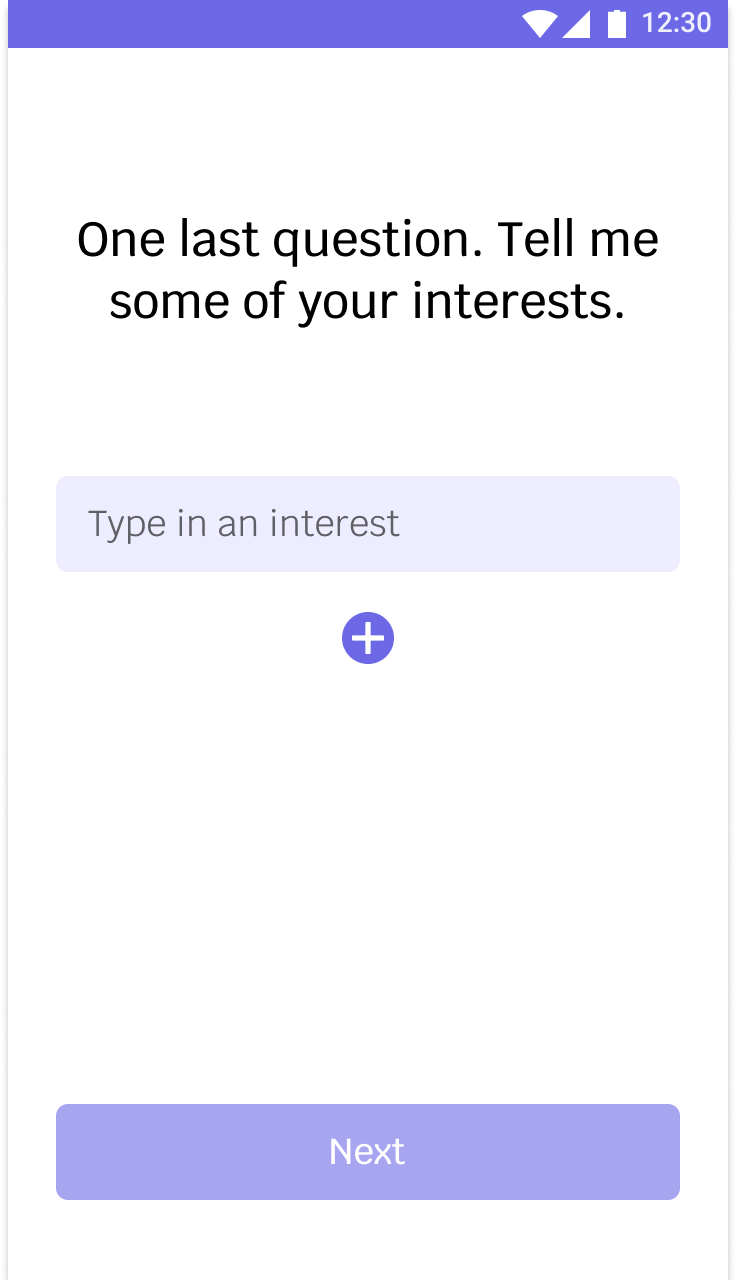 12:30
One last question. Tell me
some of your interests.
Type in an interest
Next